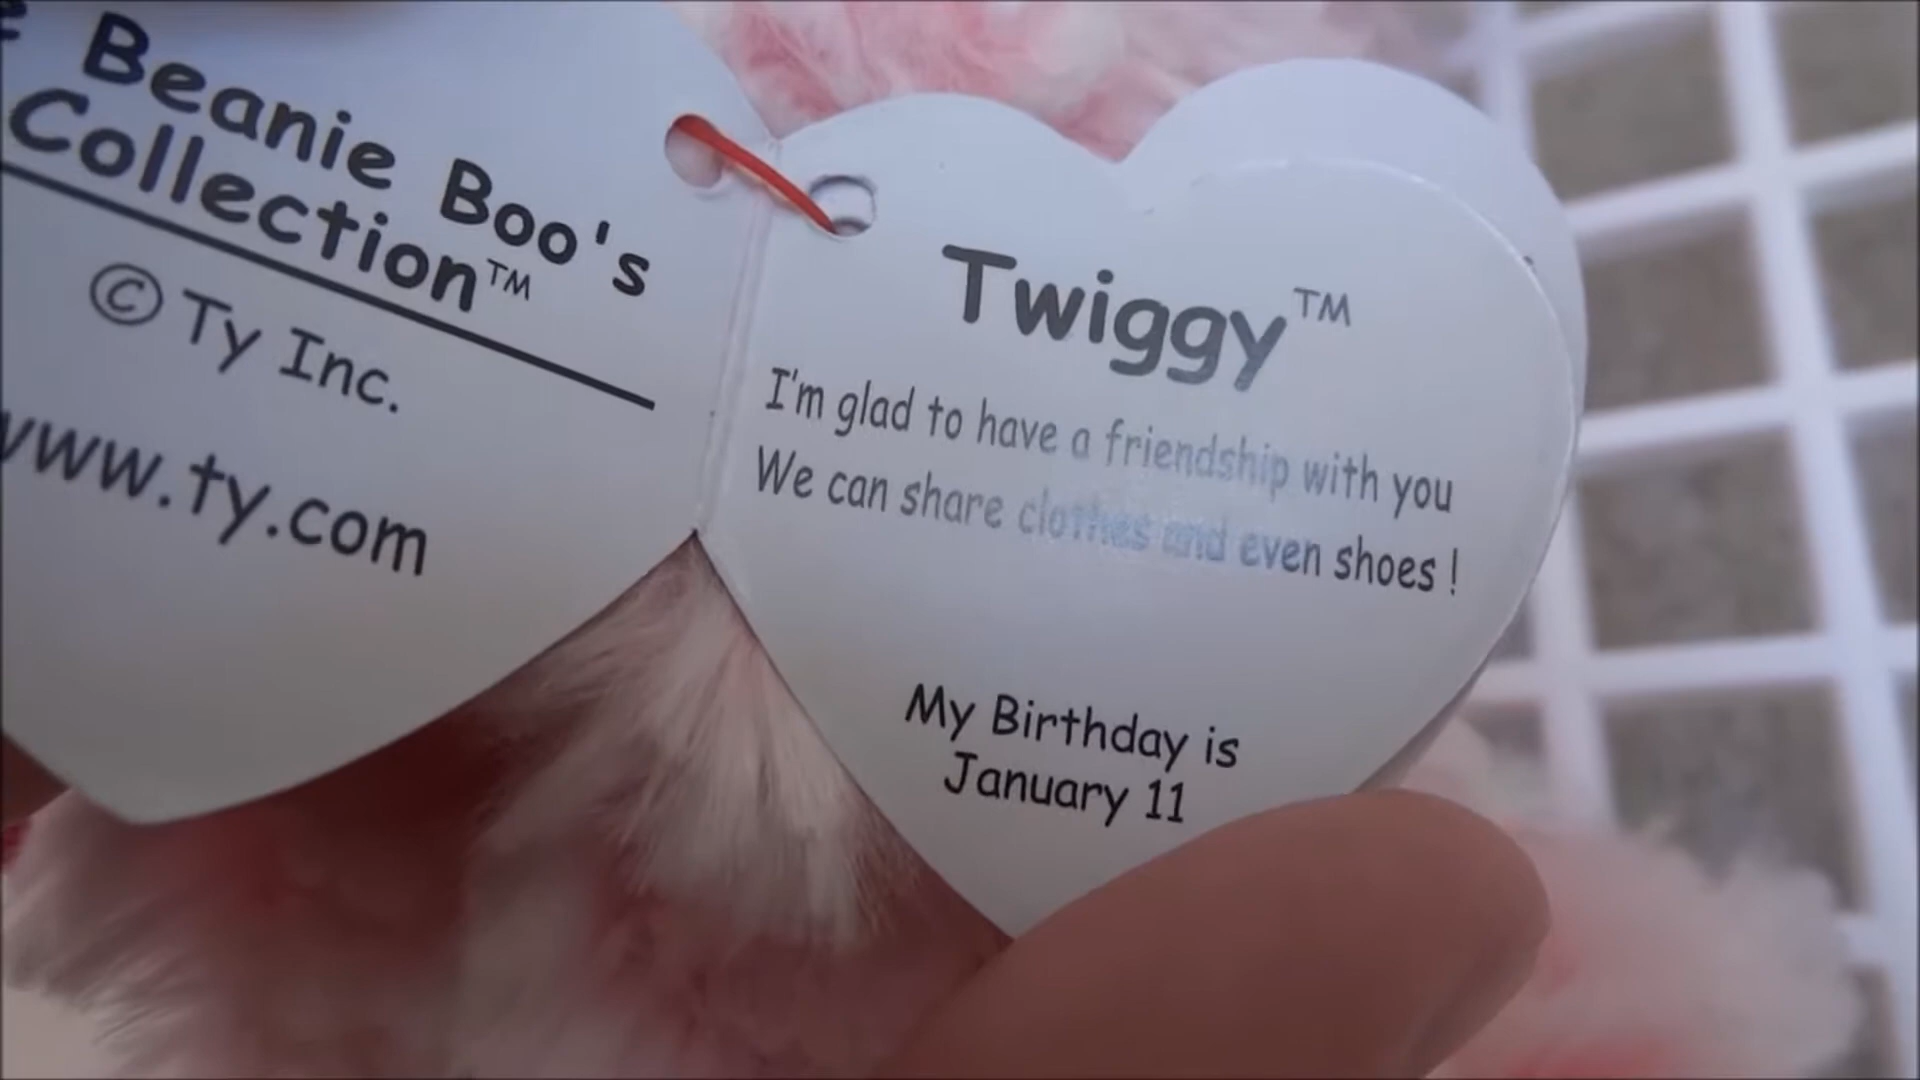 Beanie Boo's
Collection™
© Ty Inc.
www.ty.com
Twiggy™
I'm glad to have a friendship with you
We can share clothes and even shoes !
My Birthday is
January 11